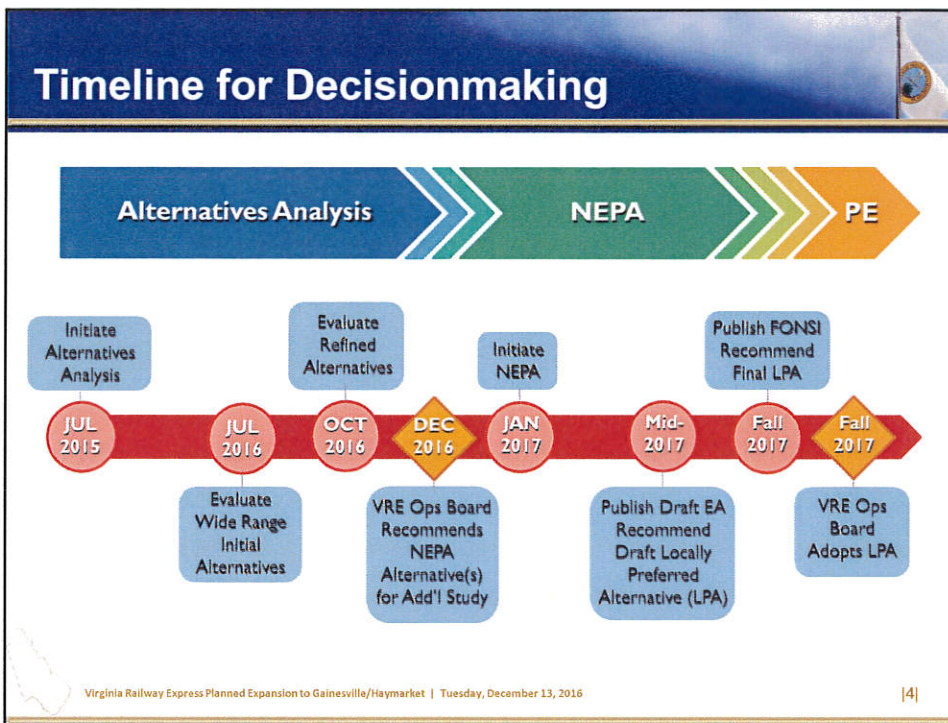 Timeline for Decisionmaking
Alternatives Analysis
NEPA
PE
Initiate
Alternatives
Analysis
Evaluate
Refined
Alternatives
Initiate
NEPA
Publish FONSI
Recommend
Final LPA
JUL
2015
JUL
2016
OCT
2016
DEC
2016
JAN
2017
Mid-
2017
Fall
2017
Fall
2017
Evaluate
Wide Range
Initial
Alternatives
VRE Ops Board
Recommends
NEPA
Alternative(s)
for Add'l Study
Publish Draft EA
Recommend
Draft Locally
Preferred
Alternative (LPA)
VRE Ops
Board
Adopts LPA
Virginia Railway Express Planned Expansion to Gainesville/Haymarket | Tuesday, December 13, 2016
|4|